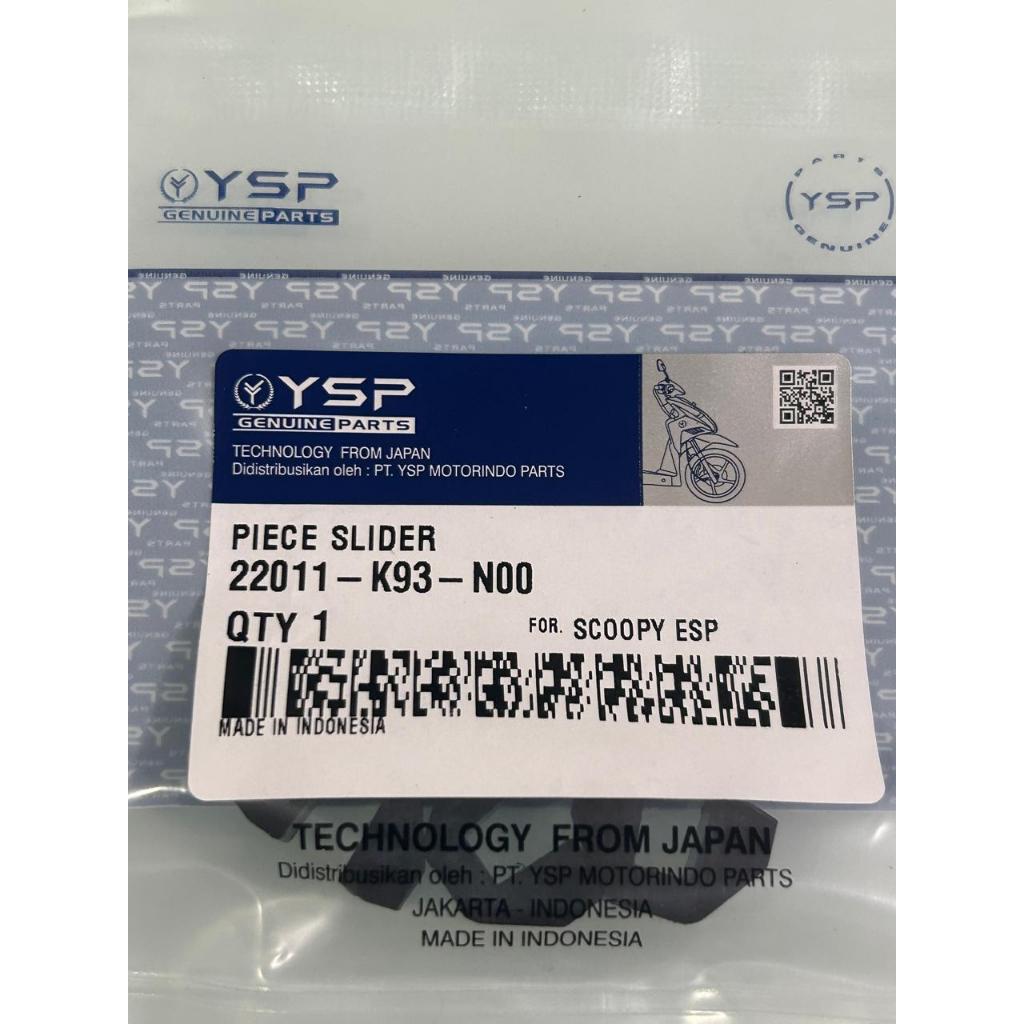 YSP
GENUINE PARTS
PARTS
YSP
GENUINE
YSP
GENUINE PARTS
TECHNOLOGY FROM JAPAN
Didistribusikan oleh : PT. YSP MOTORINDO PARTS
PIECE SLIDER
22011-K93-N00
QTY 1
FOR. SCOOPY ESP
MADE IN INDONESIA
TECHNOLOGY FROM JAPAN
Didistribusikan oleh : PT. YSP MOTORINDO PARTS
JAKARTA - INDONESIA
MADE IN INDONESIA